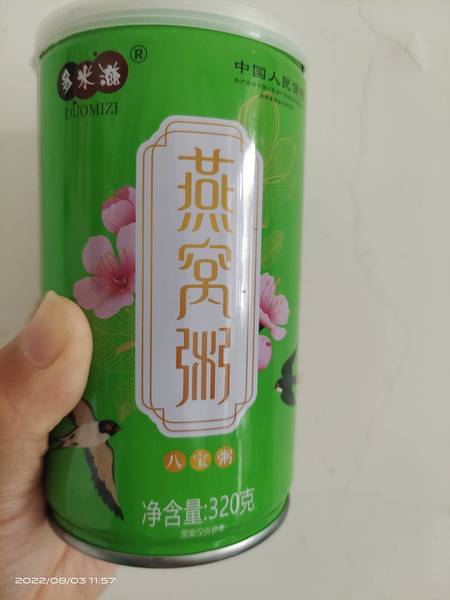 多米滋®
DUOMIZI
中国人民
燕窝粥
八宝粥
净含量:320克
图案仅供参考
2022/08/03 11:57